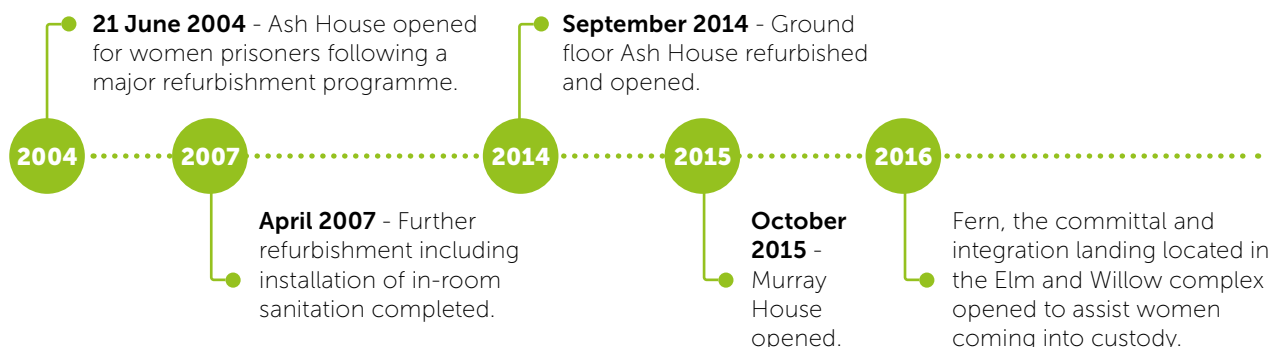 21 June 2004 - Ash House opened
for women prisoners following a
major refurbishment programme.
September 2014 - Ground
floor Ash House refurbished
and opened.
2004
2007
2014
2015
2016
April 2007 - Further
refurbishment including
installation of in-room
sanitation completed.
October
2015 -
Murray
House
opened.
Fern, the committal and
integration landing located in
the Elm and Willow complex
opened to assist women
coming into custody.